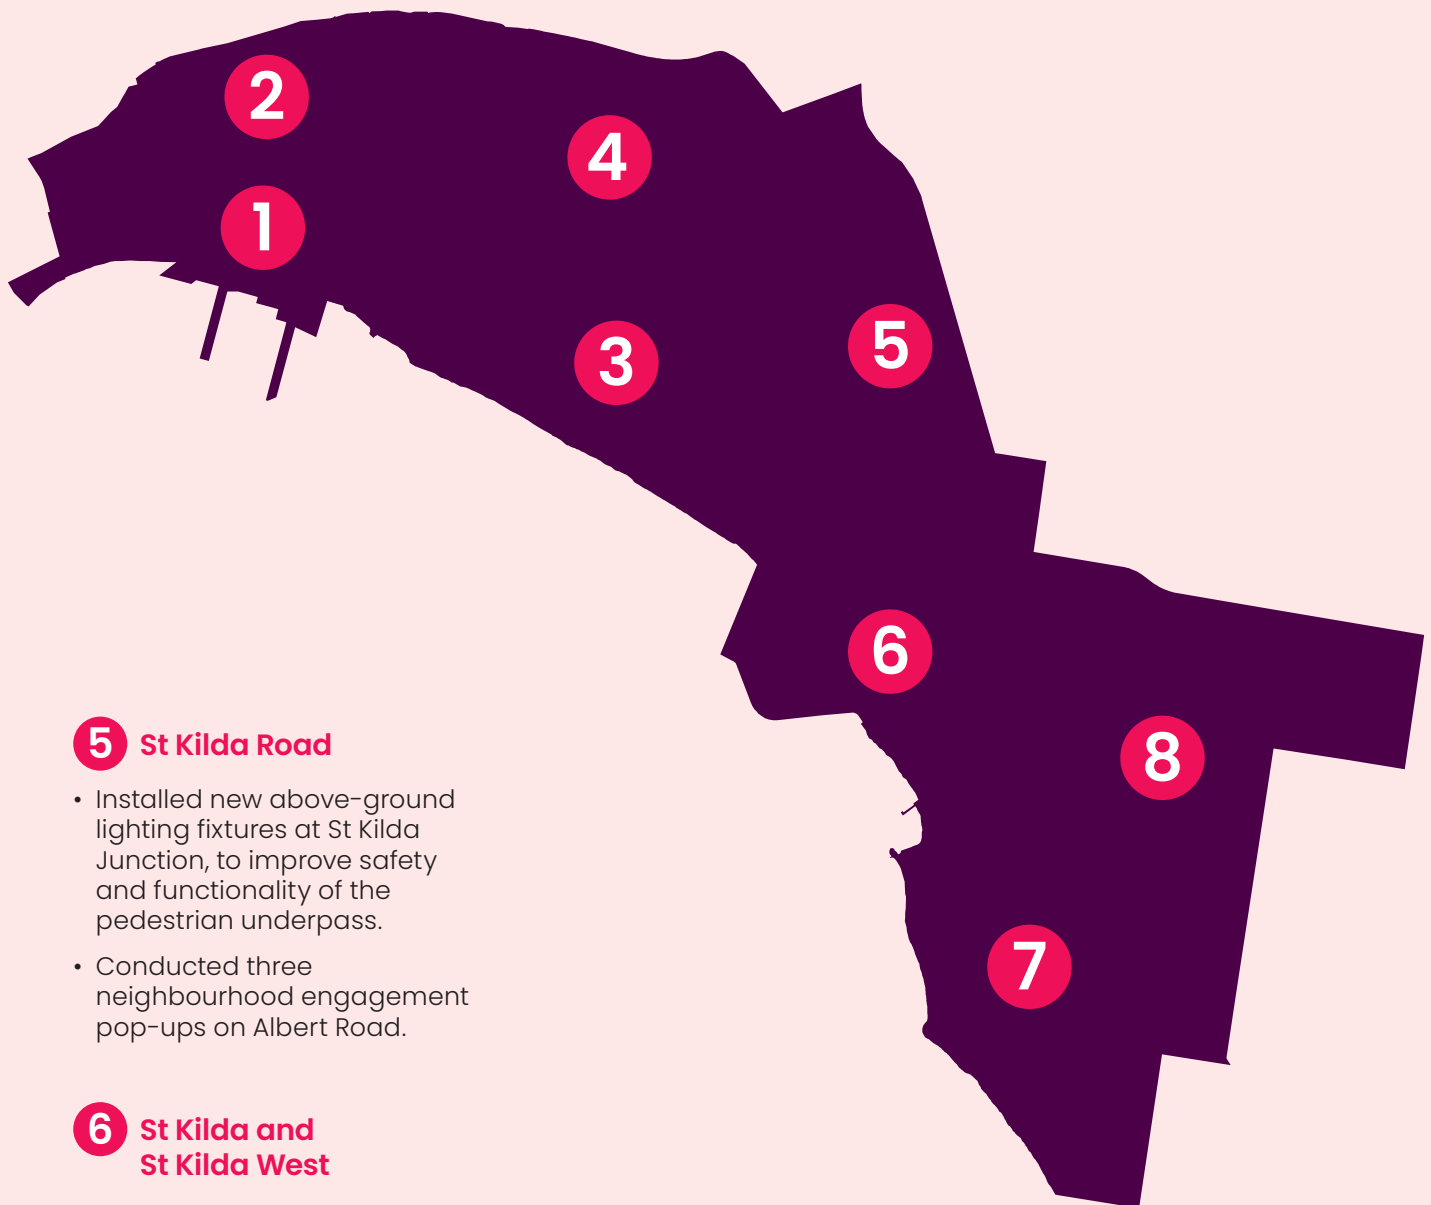 2
4
1
5
3
6
8
7
5 St Kilda Road
• Installed new above-ground
lighting fixtures at St Kilda
Junction, to improve safety
and functionality of the
pedestrian underpass.
• Conducted three
neighbourhood engagement
pop-ups on Albert Road.
6 St Kilda and
St Kilda West